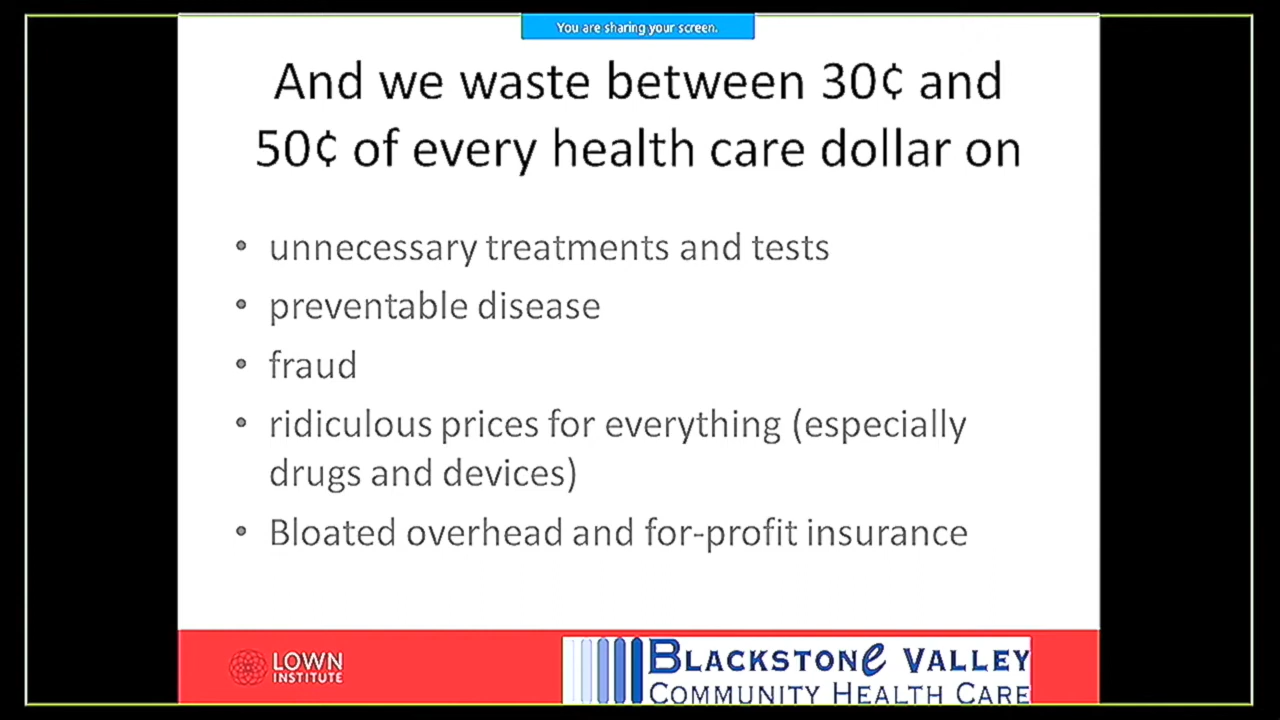 You are sharing your screen.
And we waste between 30¢ and
50¢ of every health care dollar on
• unnecessary treatments and tests
• preventable disease
• fraud
• ridiculous prices for everything (especially
drugs and devices)
• Bloated overhead and for-profit insurance
LOWN
INSTITUTE
BLACKSTONe VALLEY
COMMUNITY HEALTH CARE